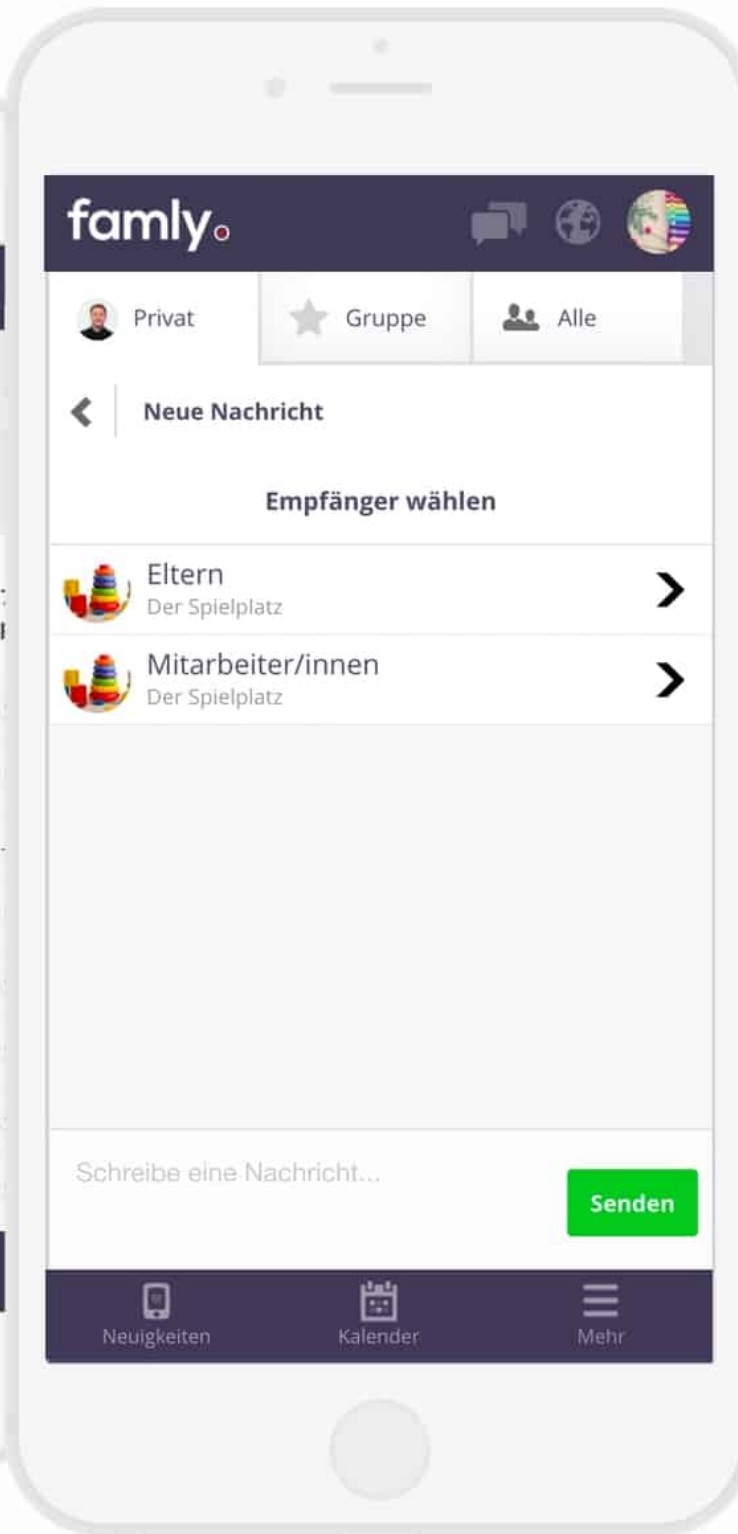 famly
Privat
Gruppe
Alle
Neue Nachricht
Empfänger wählen
Eltern
Der Spielplatz
Mitarbeiter/innen
Der Spielplatz
Schreibe eine Nachricht...
Senden
Neuigkeiten
Kalender
Mehr